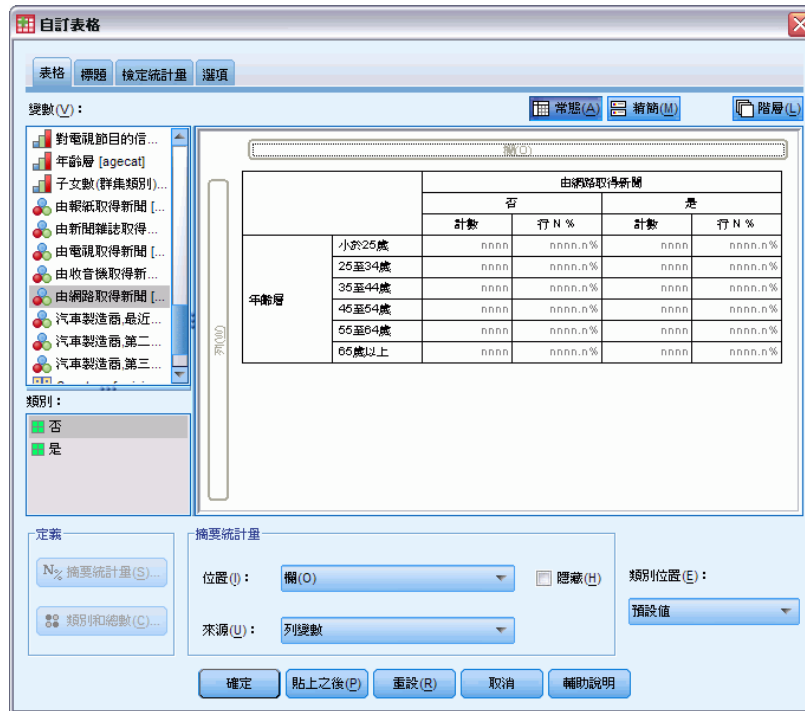 自訂表格
表格 標題 檢定統計量 選項
變數(V)：
常態(A) 精簡(M) 階層(L)
對電視節目的信...
年齡層 [agecat]
子女數(群集類別)...
由報紙取得新聞 [...
由新聞雜誌取得...
由電視取得新聞 [...
由收音機取得新...
由網路取得新聞 [...
汽車製造商,最近...
汽車製造商,第二...
汽車製造商,第三...
類別：
否
是
欄(O)
列(W)
由網路取得新聞
否 是
計數 行 N % 計數 行 N %
年齡層
小於25歲 nnnn nnnn.n% nnnn nnnn.n%
25至34歲 nnnn nnnn.n% nnnn nnnn.n%
35至44歲 nnnn nnnn.n% nnnn nnnn.n%
45至54歲 nnnn nnnn.n% nnnn nnnn.n%
55至64歲 nnnn nnnn.n% nnnn nnnn.n%
65歲以上 nnnn nnnn.n% nnnn nnnn.n%
定義
N% 摘要統計量(S)...
類別和總數(C)...
摘要統計量
位置(I)： 欄(O) 隱藏(H)
來源(U)： 列變數
類別位置(E)：
預設值
確定 貼上之後(P) 重設(R) 取消 輔助說明